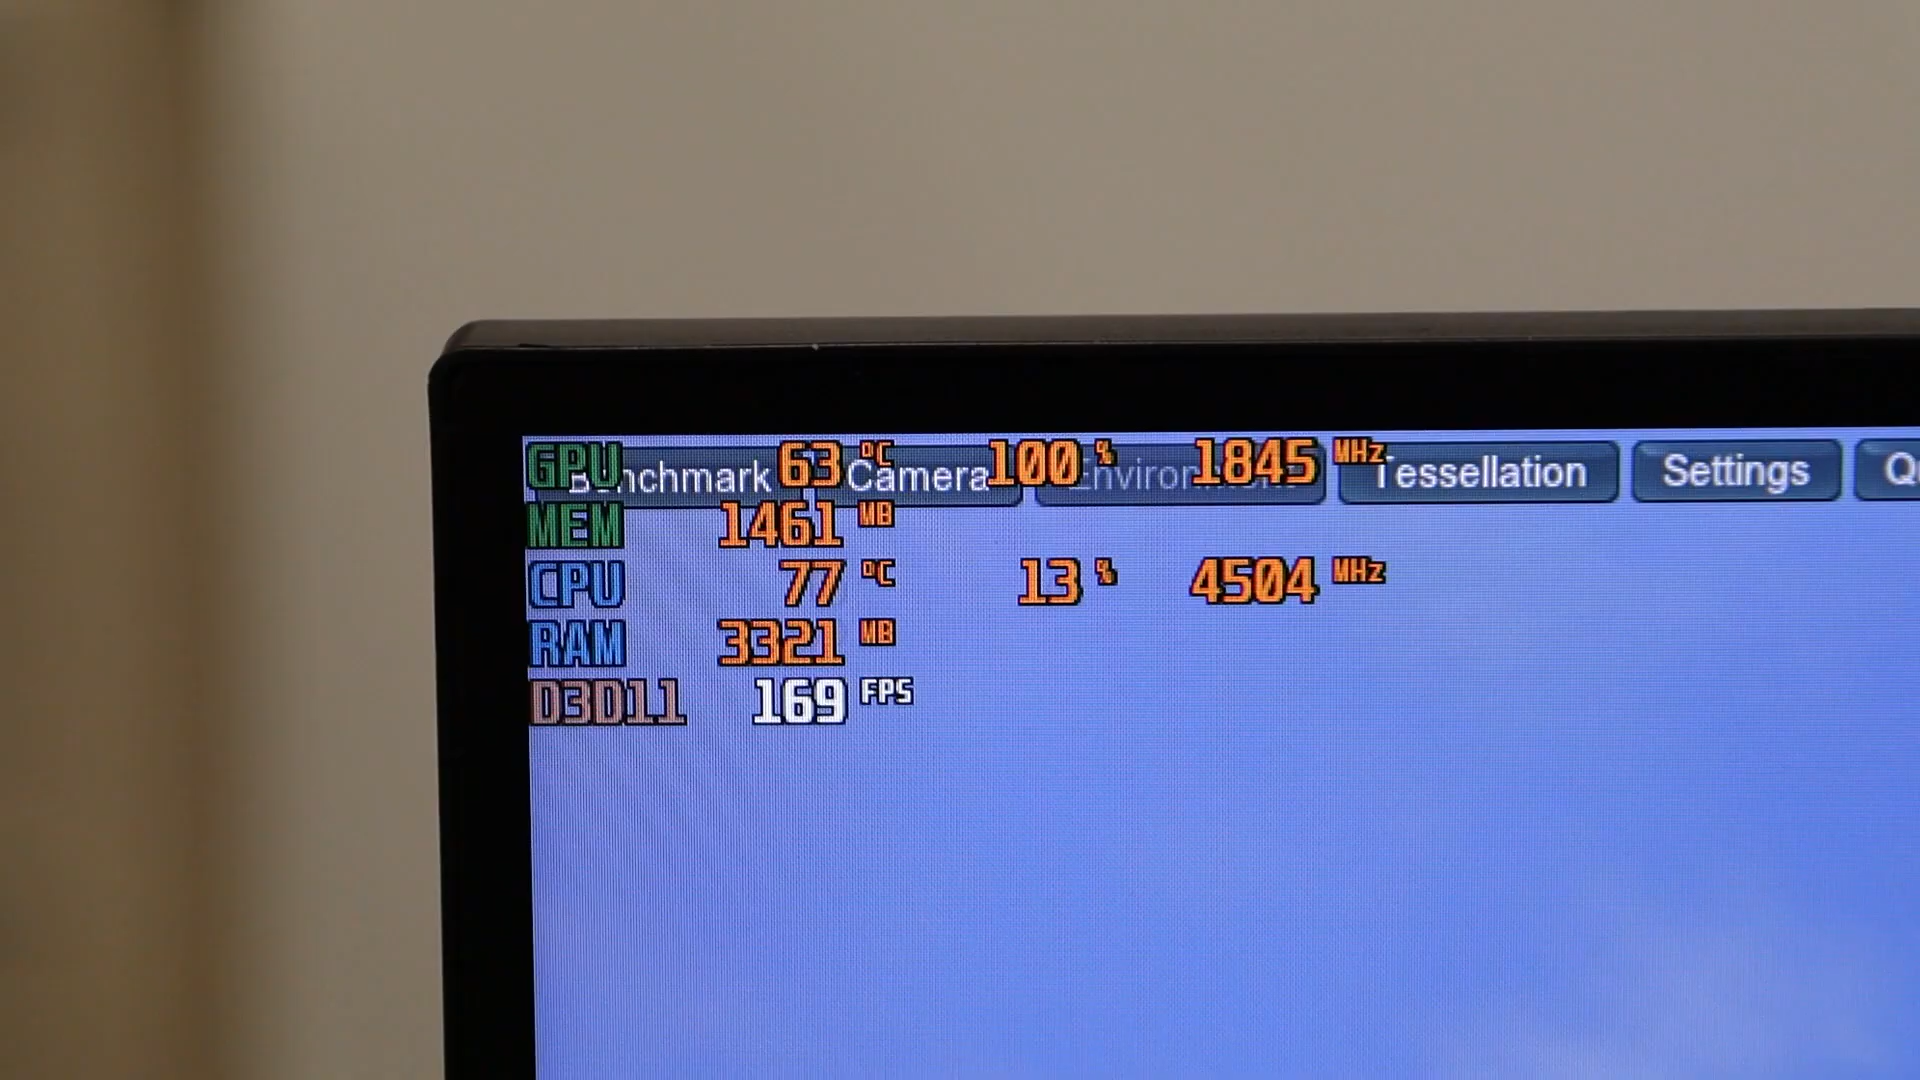 GPU 63 °C 100 % 1845 MHz
Benchmark Camera Tessellation Settings
MEM 1461 MB
CPU 77 °C 13 % 4504 MHz
RAM 3321 MB
D3D11 169 FPS